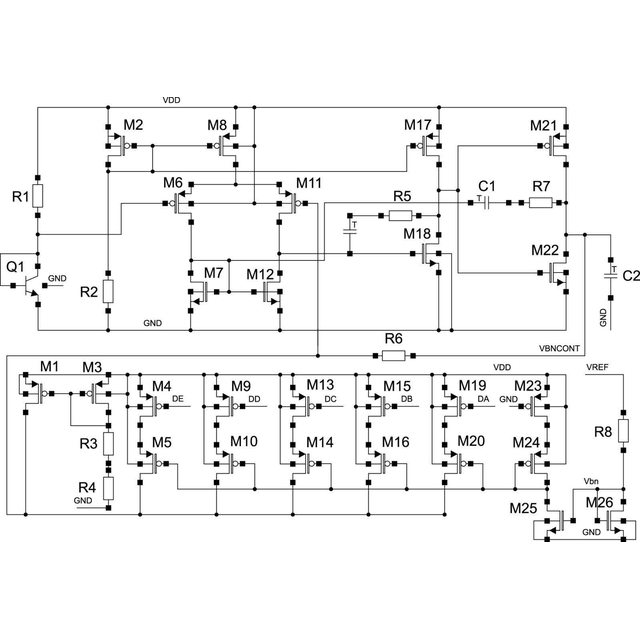 VDD
M2
M8
M17
M21
M6
M11
C1
R7
R1
R5
T
T
M18
Q1
GND
M7
M12
M22
T
C2
R2
GND
GND
R6
VBNCONT
M1
M3
M4
M9
M13
M15
M19
VDD
M23
VREF
DE
DD
DC
DB
DA
GND
R8
R3
M5
M10
M14
M16
M20
M24
R4
GND
Vbn
M25
M26
GND